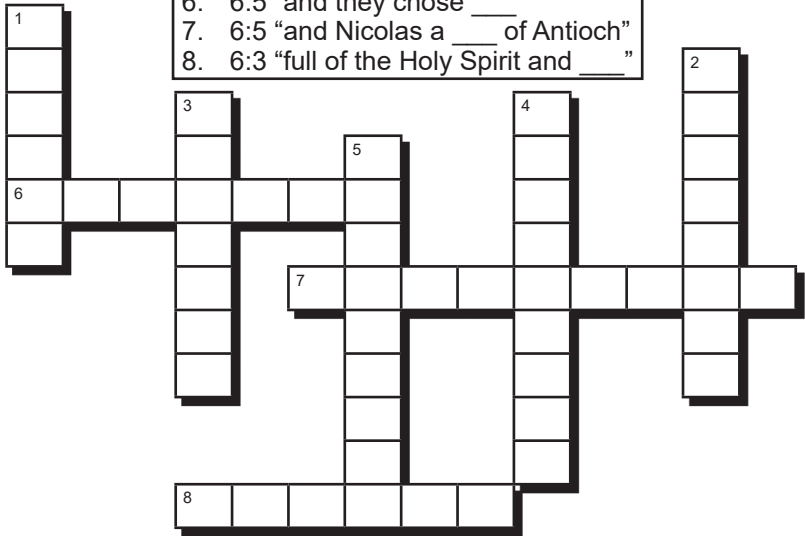 6. 6:5 “and they chose ___”
7. 6:5 “and Nicolas a ___ of Antioch”
8. 6:3 “full of the Holy Spirit and ___”
1
2
3
4
5
6
7
8